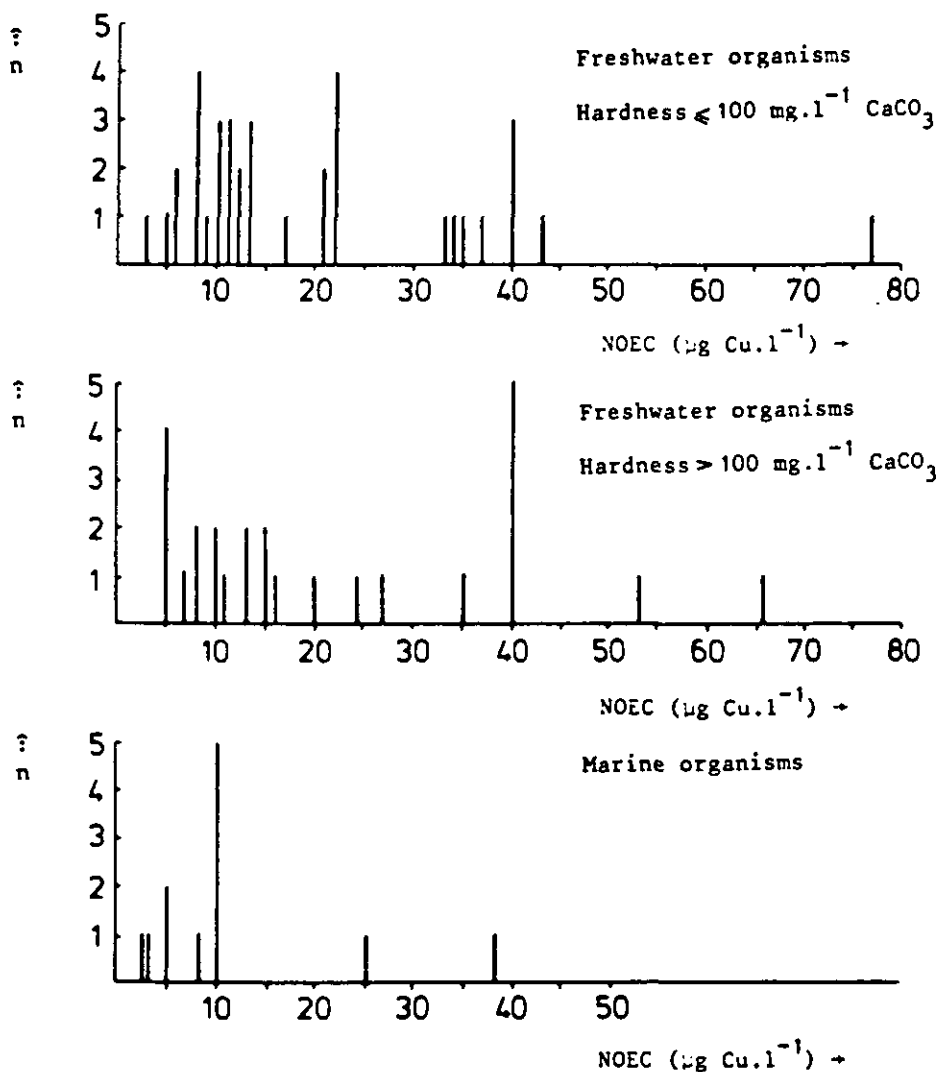 5
↑
n
4
3
2
1
Freshwater organisms
Hardness ⩽ 100 mg.l⁻¹ CaCO₃
10 20 30 40 50 60 70 80
NOEC (µg Cu.l⁻¹) →
5
↑
n
4
3
2
1
Freshwater organisms
Hardness > 100 mg.l⁻¹ CaCO₃
10 20 30 40 50 60 70 80
NOEC (µg Cu.l⁻¹) →
5
↑
n
4
3
2
1
Marine organisms
10 20 30 40 50
NOEC (µg Cu.l⁻¹) →